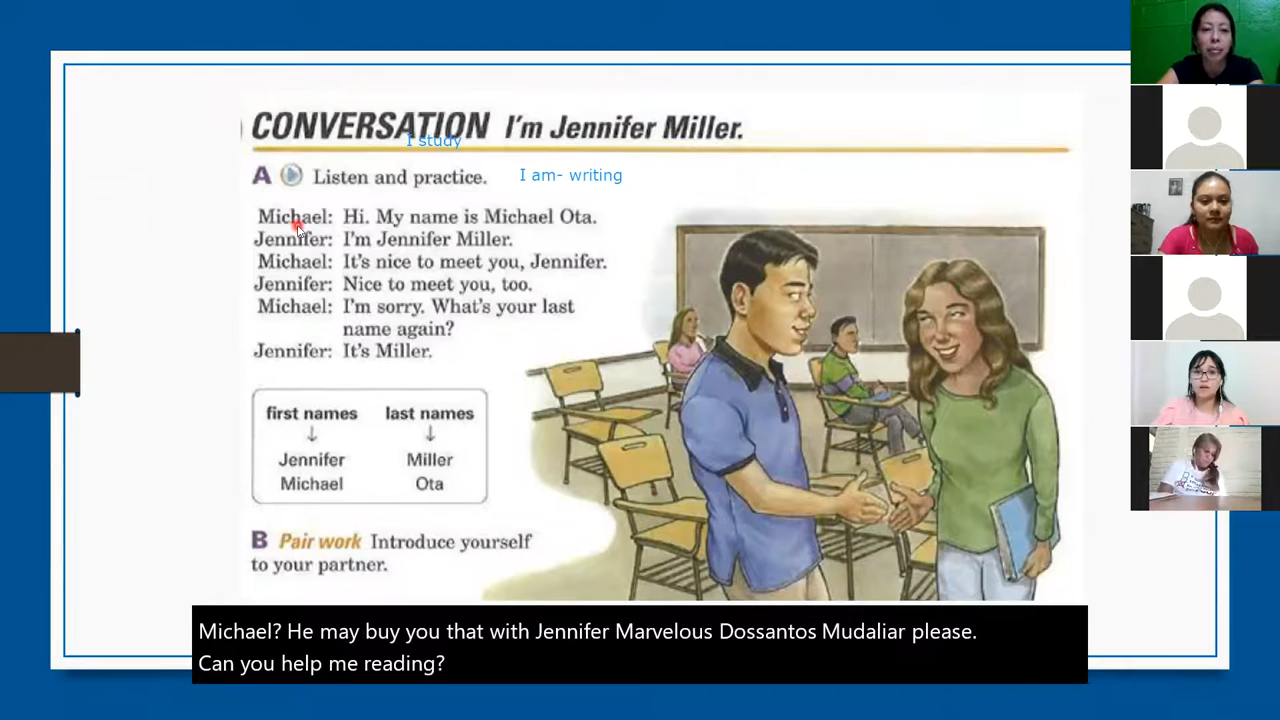 CONVERSATION I'm Jennifer Miller.
I study
A Listen and practice.
I am- writing
Michael: Hi. My name is Michael Ota.
Jennifer: I'm Jennifer Miller.
Michael: It's nice to meet you, Jennifer.
Jennifer: Nice to meet you, too.
Michael: I'm sorry. What's your last
name again?
Jennifer: It's Miller.
first names last names
↓ ↓
Jennifer Miller
Michael Ota
B Pair work Introduce yourself
to your partner.
Michael? He may buy you that with Jennifer Marvelous Dossantos Mudaliar please.
Can you help me reading?